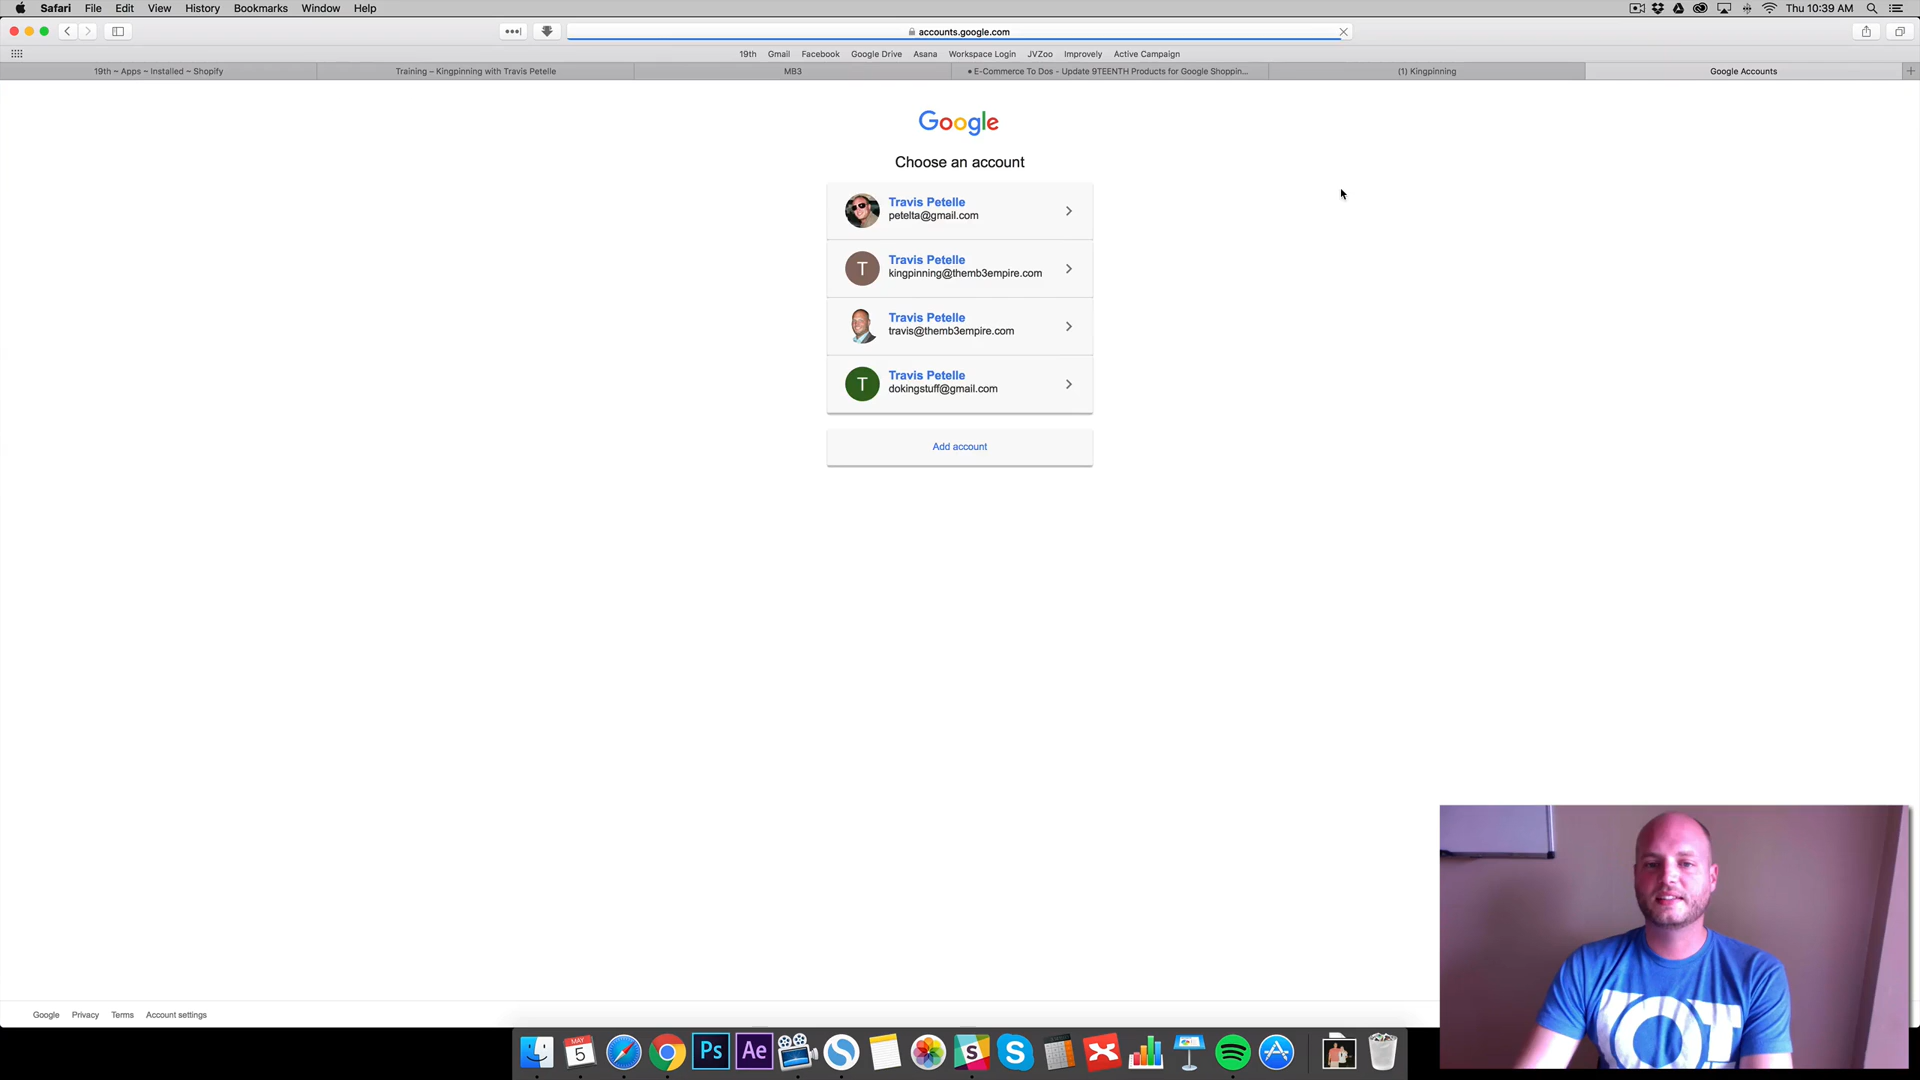 Safari File Edit View History Bookmarks Window Help Thu 10:39 AM
accounts.google.com
19th Gmail Facebook Google Drive Asana Workspace Login JVZoo Improvely Active Campaign
19th ~ Apps ~ Installed ~ Shopify Training – Kingpinning with Travis Petelle MB3 • E-Commerce To Dos - Update 9TEENTH Products for Google Shoppin... (1) Kingpinning Google Accounts
Google
Choose an account
Travis Petelle
petelta@gmail.com
T
Travis Petelle
kingpinning@themb3empire.com
Travis Petelle
travis@themb3empire.com
T
Travis Petelle
dokingstuff@gmail.com
Add account
Google Privacy Terms Account settings
MAY
5
Ps
Ae